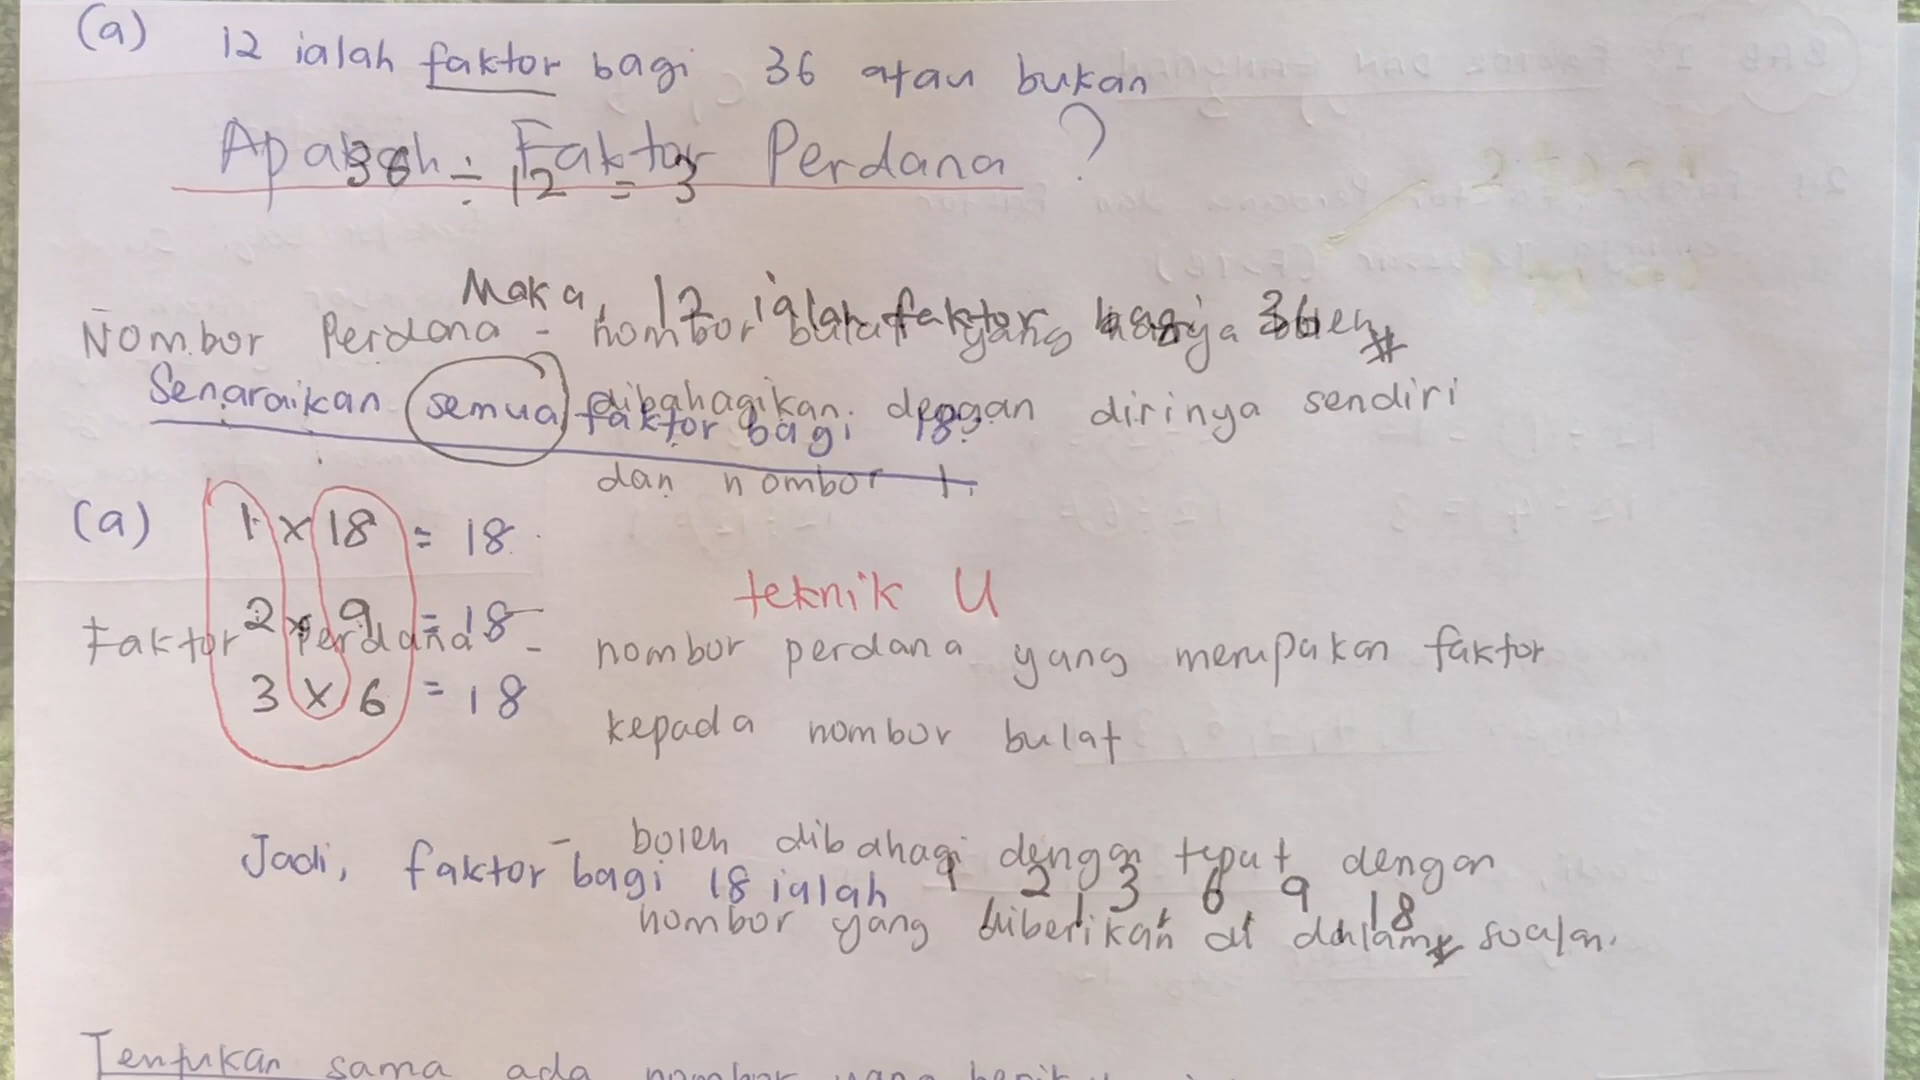 (a) 12 ialah faktor bagi 36 atau bukan
Apakah Faktor Perdana ?
36 ÷ 12 = 3
Maka, 12 ialah faktor bagi 36
Nombor Perdana - nombor bulat yang hanya boleh
dibahagikan dengan dirinya sendiri
dan nombor 1.
Senaraikan semua faktor bagi 18.
(a) 1 x 18 = 18
2 x 9 = 18
3 x 6 = 18
teknik U
Faktor Perdana - nombor perdana yang merupakan faktor
kepada nombor bulat
- boleh dibahagi dengan tepat dengan
nombor yang diberikan di dalam soalan.
Jadi, faktor bagi 18 ialah 1, 2, 3, 6, 9, 18
Tentukan sama ada nombor yang